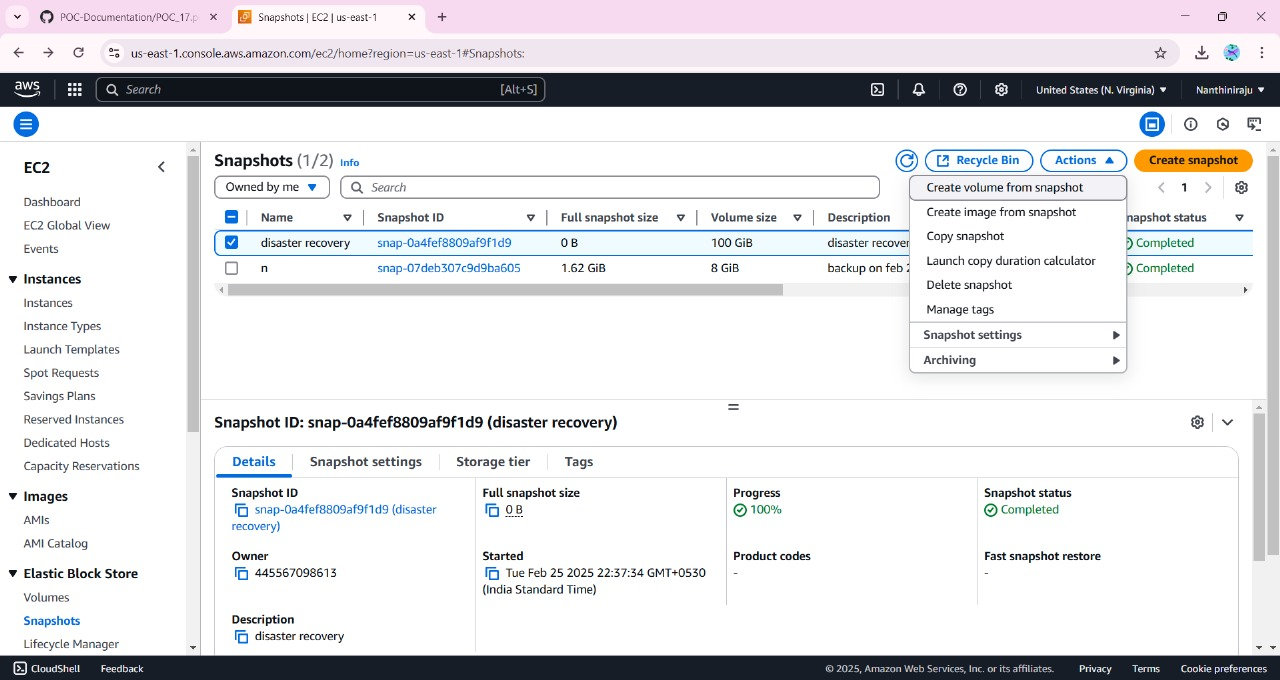 POC-Documentation/POC_17.p
Snapshots | EC2 | us-east-1
us-east-1.console.aws.amazon.com/ec2/home?region=us-east-1#Snapshots:
aws
Search [Alt+S]
United States (N. Virginia)
Nanthiniraju
EC2
Dashboard
EC2 Global View
Events
Instances
Instances
Instance Types
Launch Templates
Spot Requests
Savings Plans
Reserved Instances
Dedicated Hosts
Capacity Reservations
Images
AMIs
AMI Catalog
Elastic Block Store
Volumes
Snapshots
Lifecycle Manager
Snapshots (1/2) Info
Recycle Bin
Actions
Create snapshot
Owned by me
Search
1
Name Snapshot ID Full snapshot size Volume size Description napshot status
disaster recovery snap-0a4fef8809af9f1d9 0 B 100 GiB disaster recover Completed
n snap-07deb307c9d9ba605 1.62 GiB 8 GiB backup on feb 2 Completed
Create volume from snapshot
Create image from snapshot
Copy snapshot
Launch copy duration calculator
Delete snapshot
Manage tags
Snapshot settings
Archiving
Snapshot ID: snap-0a4fef8809af9f1d9 (disaster recovery)
Details Snapshot settings Storage tier Tags
Snapshot ID
snap-0a4fef8809af9f1d9 (disaster
recovery)
Full snapshot size
0 B
Progress
100%
Snapshot status
Completed
Owner
445567098613
Started
Tue Feb 25 2025 22:37:34 GMT+0530
(India Standard Time)
Product codes
-
Fast snapshot restore
-
Description
disaster recovery
CloudShell Feedback © 2025, Amazon Web Services, Inc. or its affiliates. Privacy Terms Cookie preferences